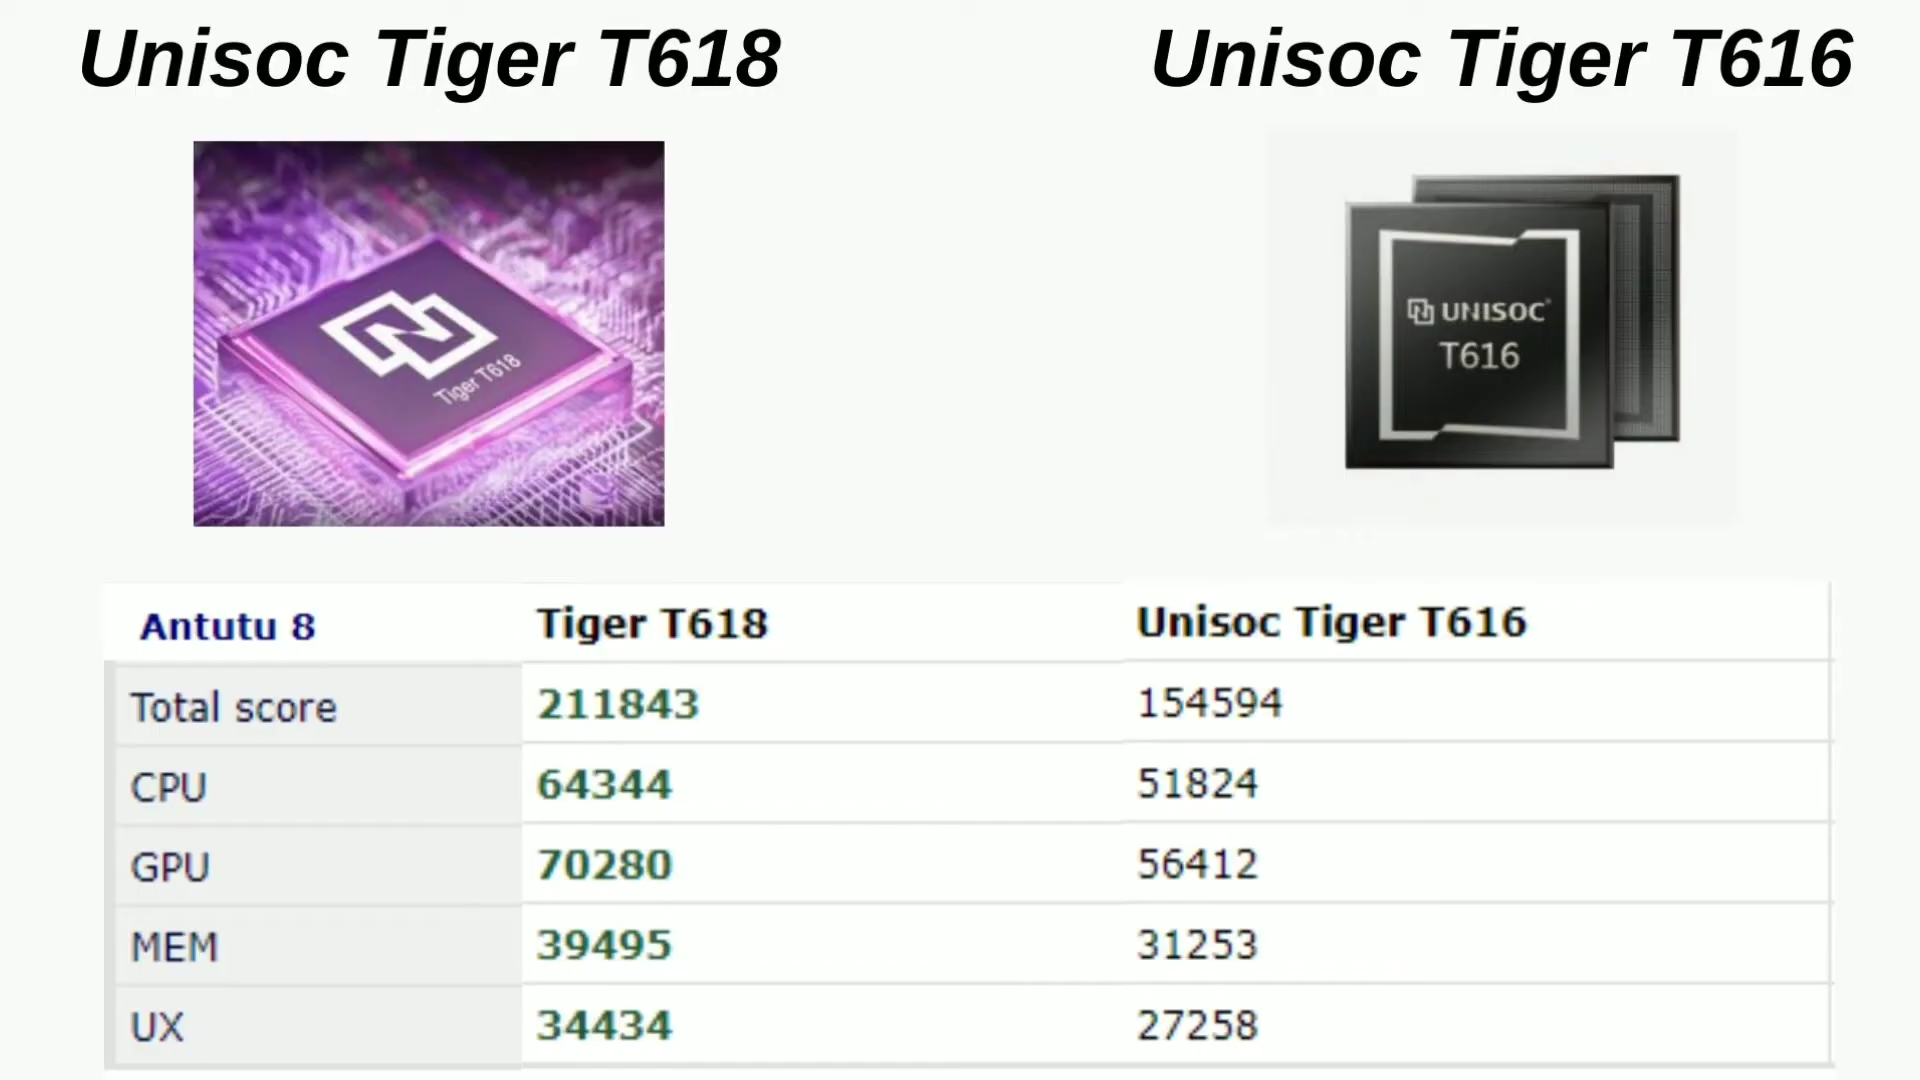 Unisoc Tiger T618
Unisoc Tiger T616
Tiger T618
UNISOC
T616
Antutu 8 Tiger T618 Unisoc Tiger T616
Total score 211843 154594
CPU 64344 51824
GPU 70280 56412
MEM 39495 31253
UX 34434 27258